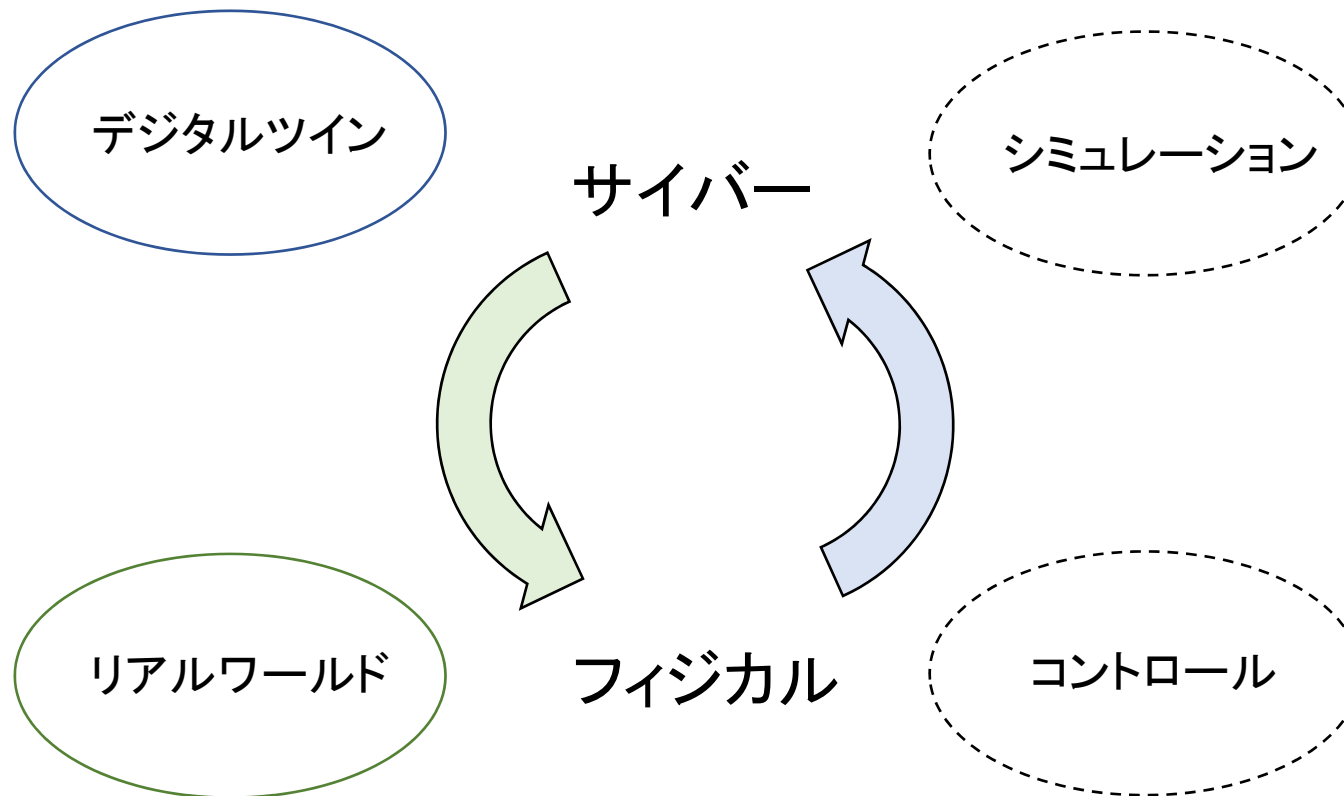 デジタルツイン
サイバー
シミュレーション
リアルワールド
フィジカル
コントロール